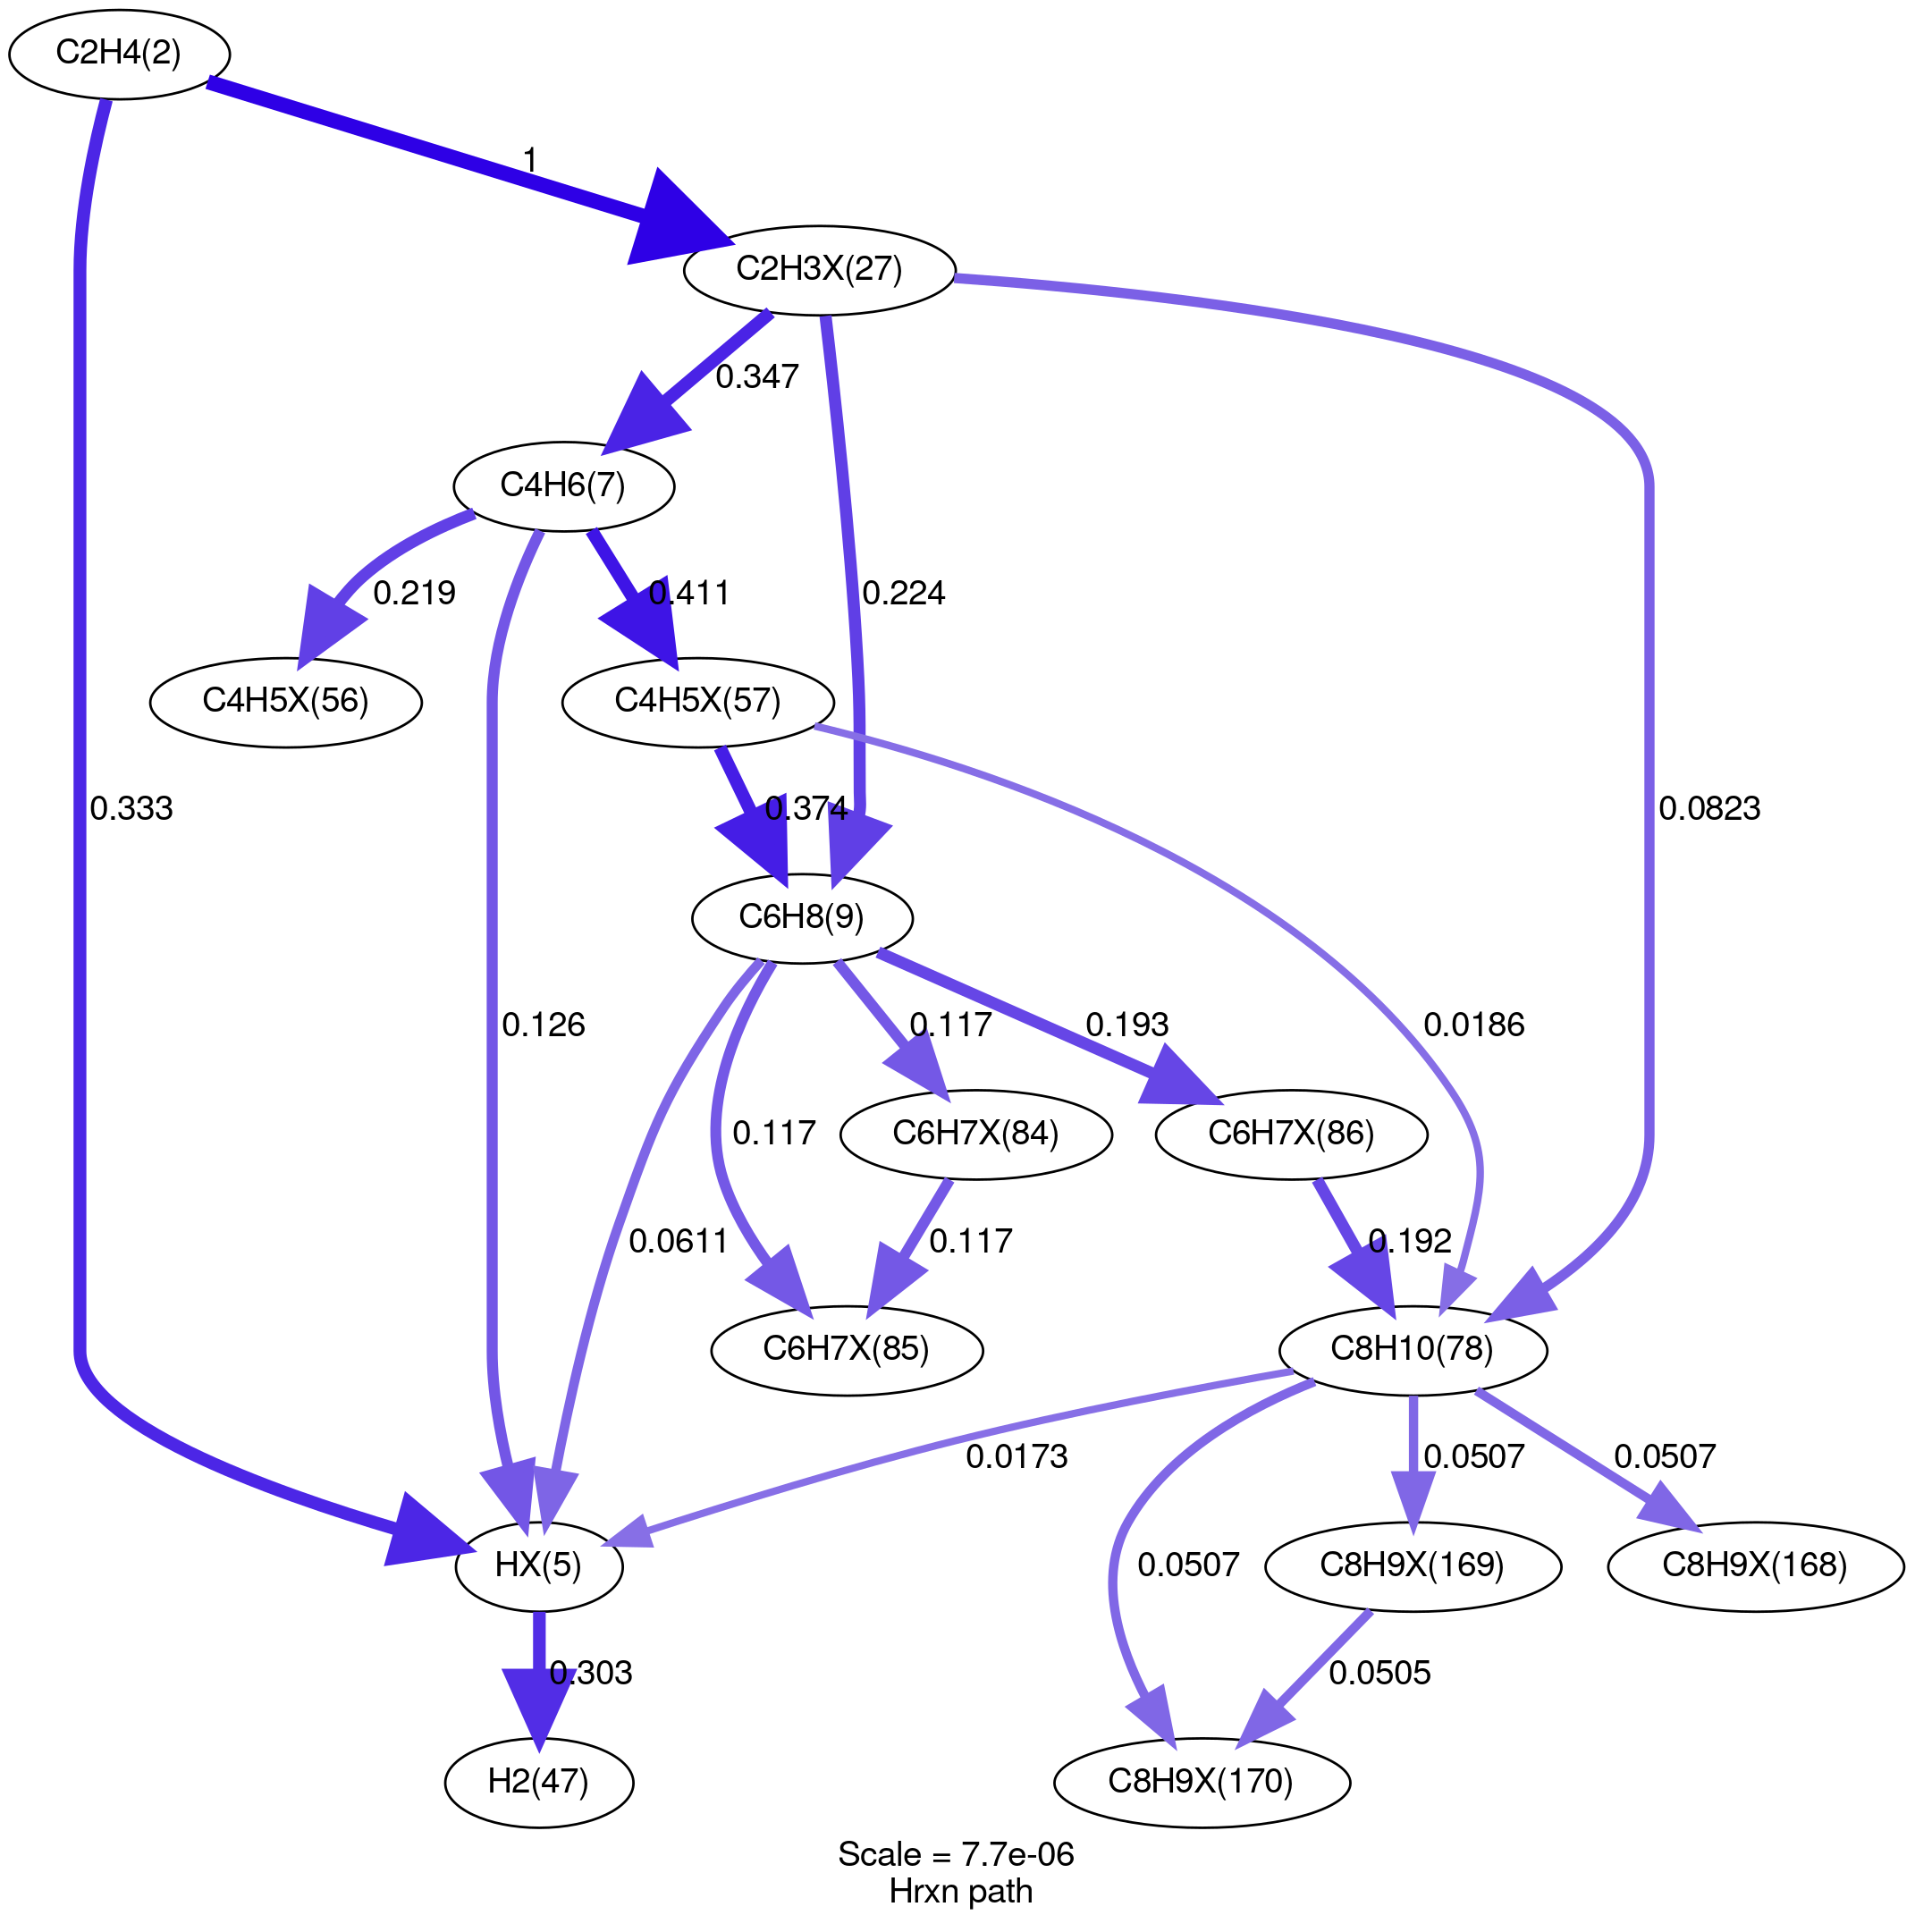 C2H4(2)
1
C2H3X(27)
0.347
C4H6(7)
0.219
0.411
0.224
C4H5X(56)
C4H5X(57)
0.333
0.374
0.0823
C6H8(9)
0.126
0.117
0.193
0.0186
0.117
C6H7X(84)
C6H7X(86)
0.0611
0.117
0.192
C6H7X(85)
C8H10(78)
0.0173
0.0507
0.0507
HX(5)
0.0507
C8H9X(169)
C8H9X(168)
0.303
0.0505
H2(47)
C8H9X(170)
Scale = 7.7e-06
Hrxn path